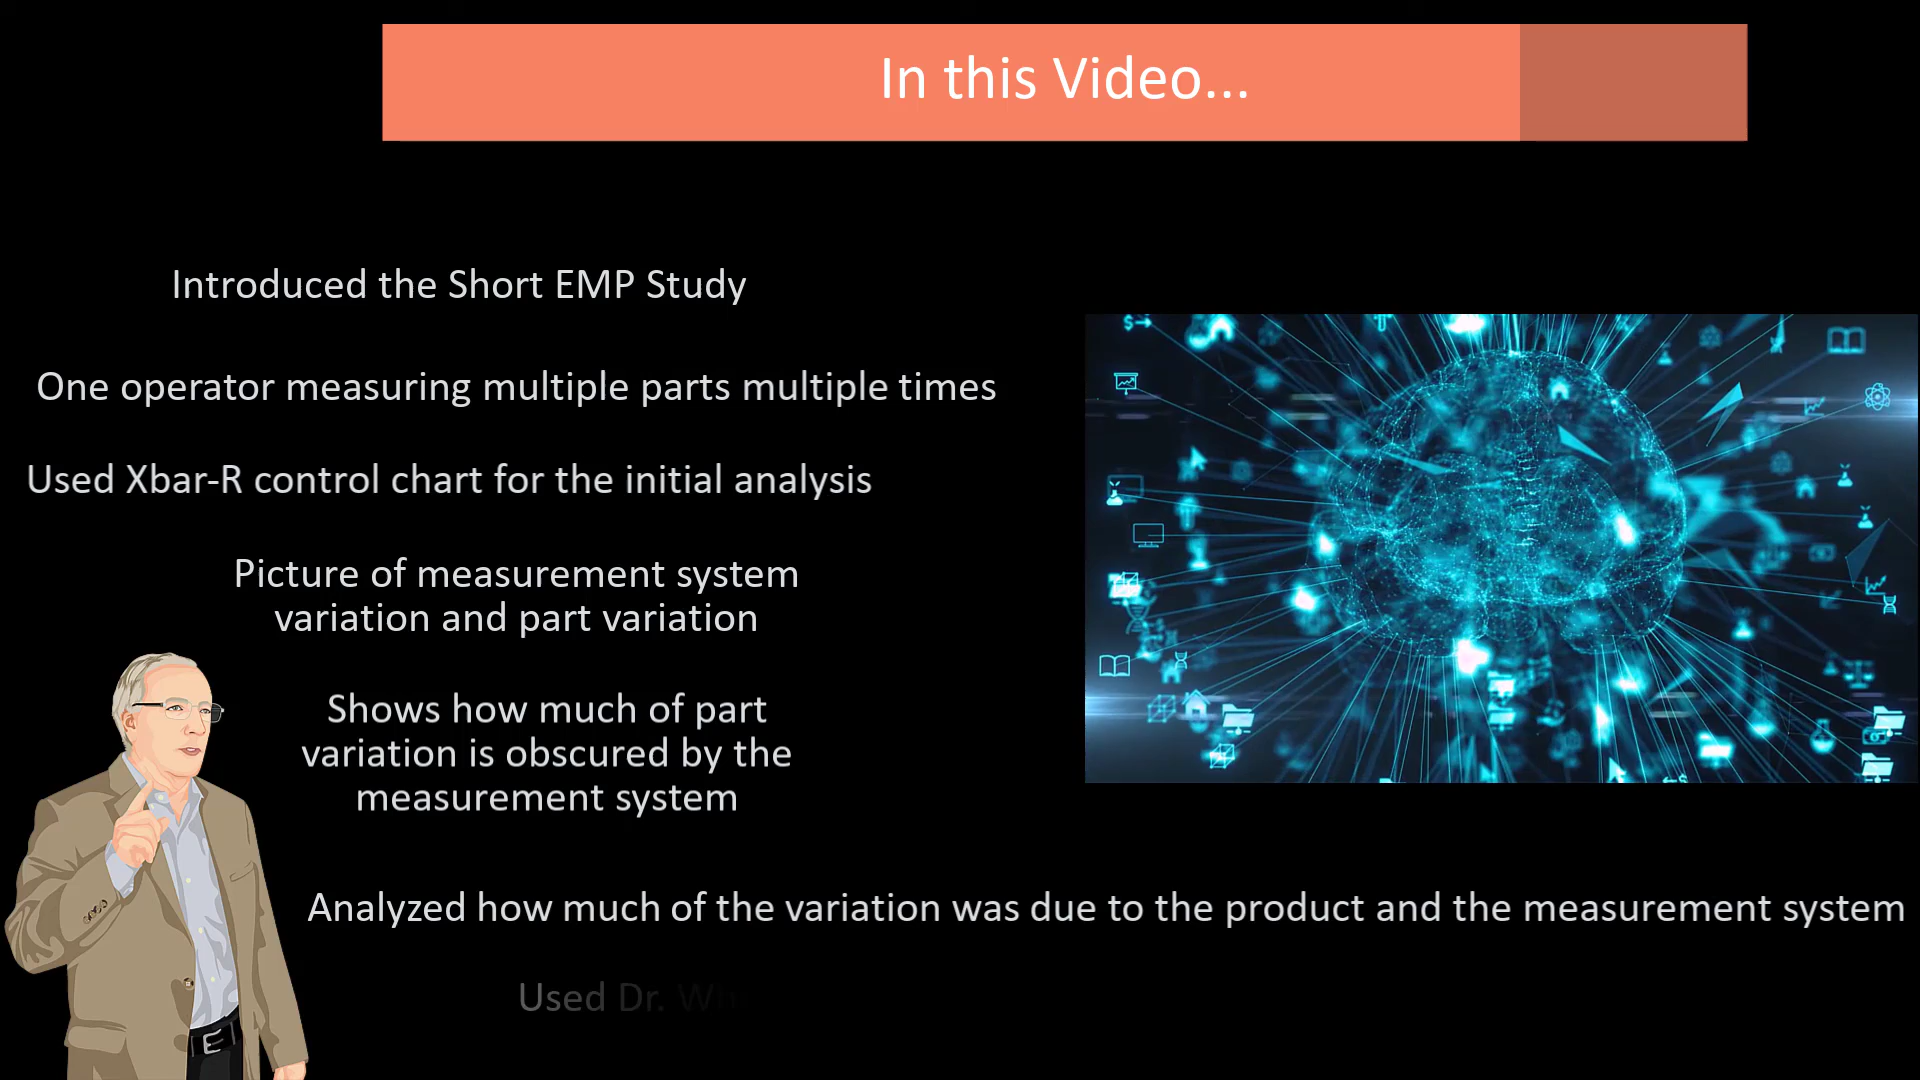 In this Video...
Introduced the Short EMP Study
One operator measuring multiple parts multiple times
Used Xbar-R control chart for the initial analysis
Picture of measurement system
variation and part variation
Shows how much of part
variation is obscured by the
measurement system
Analyzed how much of the variation was due to the product and the measurement system
Used Dr.